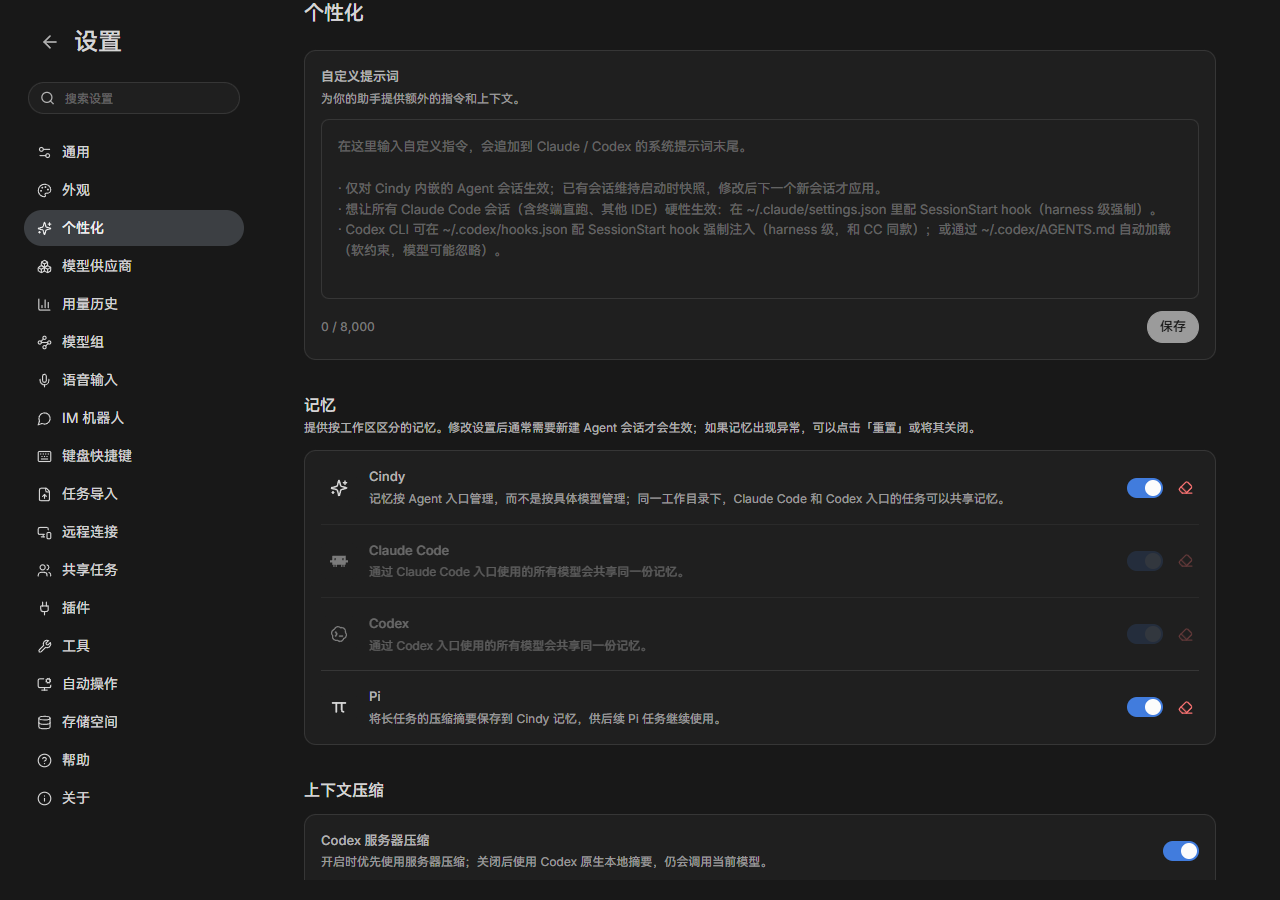 个性化
设置
搜索设置
通用
外观
个性化
模型供应商
用量历史
模型组
语音输入
IM 机器人
键盘快捷键
任务导入
远程连接
共享任务
插件
工具
自动操作
存储空间
帮助
关于
自定义提示词
为你的助手提供额外的指令和上下文。
在这里输入自定义指令，会追加到 Claude / Codex 的系统提示词末尾。
· 仅对 Cindy 内嵌的 Agent 会话生效；已有会话维持启动时快照，修改后下一个新会话才应用。
· 想让所有 Claude Code 会话（含终端直跑、其他 IDE）硬性生效：在 ~/.claude/settings.json 里配 SessionStart hook（harness 级强制）。
· Codex CLI 可在 ~/.codex/hooks.json 配 SessionStart hook 强制注入（harness 级，和 CC 同款）；或通过 ~/.codex/AGENTS.md 自动加载
（软约束，模型可能忽略）。
0 / 8,000
保存
记忆
提供按工作区区分的记忆。修改设置后通常需要新建 Agent 会话才会生效；如果记忆出现异常，可以点击「重置」或将其关闭。
Cindy
记忆按 Agent 入口管理，而不是按具体模型管理；同一工作目录下，Claude Code 和 Codex 入口的任务可以共享记忆。
Claude Code
通过 Claude Code 入口使用的所有模型会共享同一份记忆。
Codex
通过 Codex 入口使用的所有模型会共享同一份记忆。
Pi
将长任务的压缩摘要保存到 Cindy 记忆，供后续 Pi 任务继续使用。
上下文压缩
Codex 服务器压缩
开启时优先使用服务器压缩；关闭后使用 Codex 原生本地摘要，仍会调用当前模型。